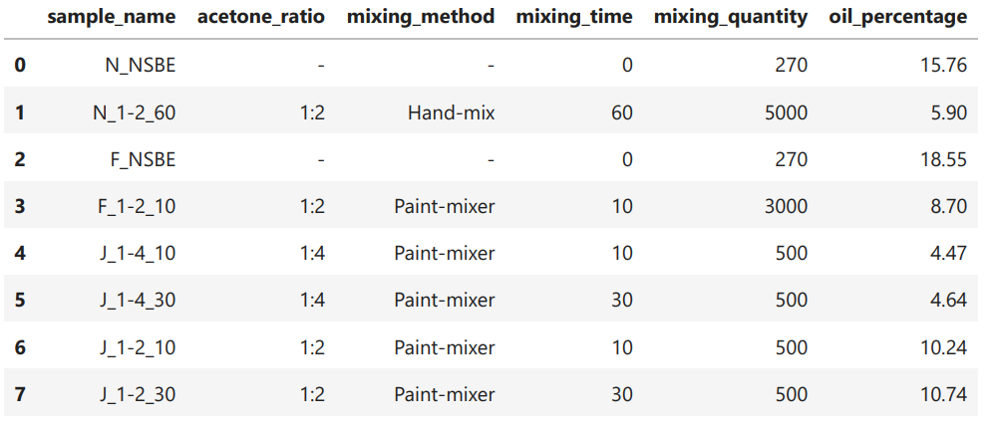 sample_name acetone_ratio mixing_method mixing_time mixing_quantity oil_percentage
0 N_NSBE - - 0 270 15.76
1 N_1-2_60 1:2 Hand-mix 60 5000 5.90
2 F_NSBE - - 0 270 18.55
3 F_1-2_10 1:2 Paint-mixer 10 3000 8.70
4 J_1-4_10 1:4 Paint-mixer 10 500 4.47
5 J_1-4_30 1:4 Paint-mixer 30 500 4.64
6 J_1-2_10 1:2 Paint-mixer 10 500 10.24
7 J_1-2_30 1:2 Paint-mixer 30 500 10.74